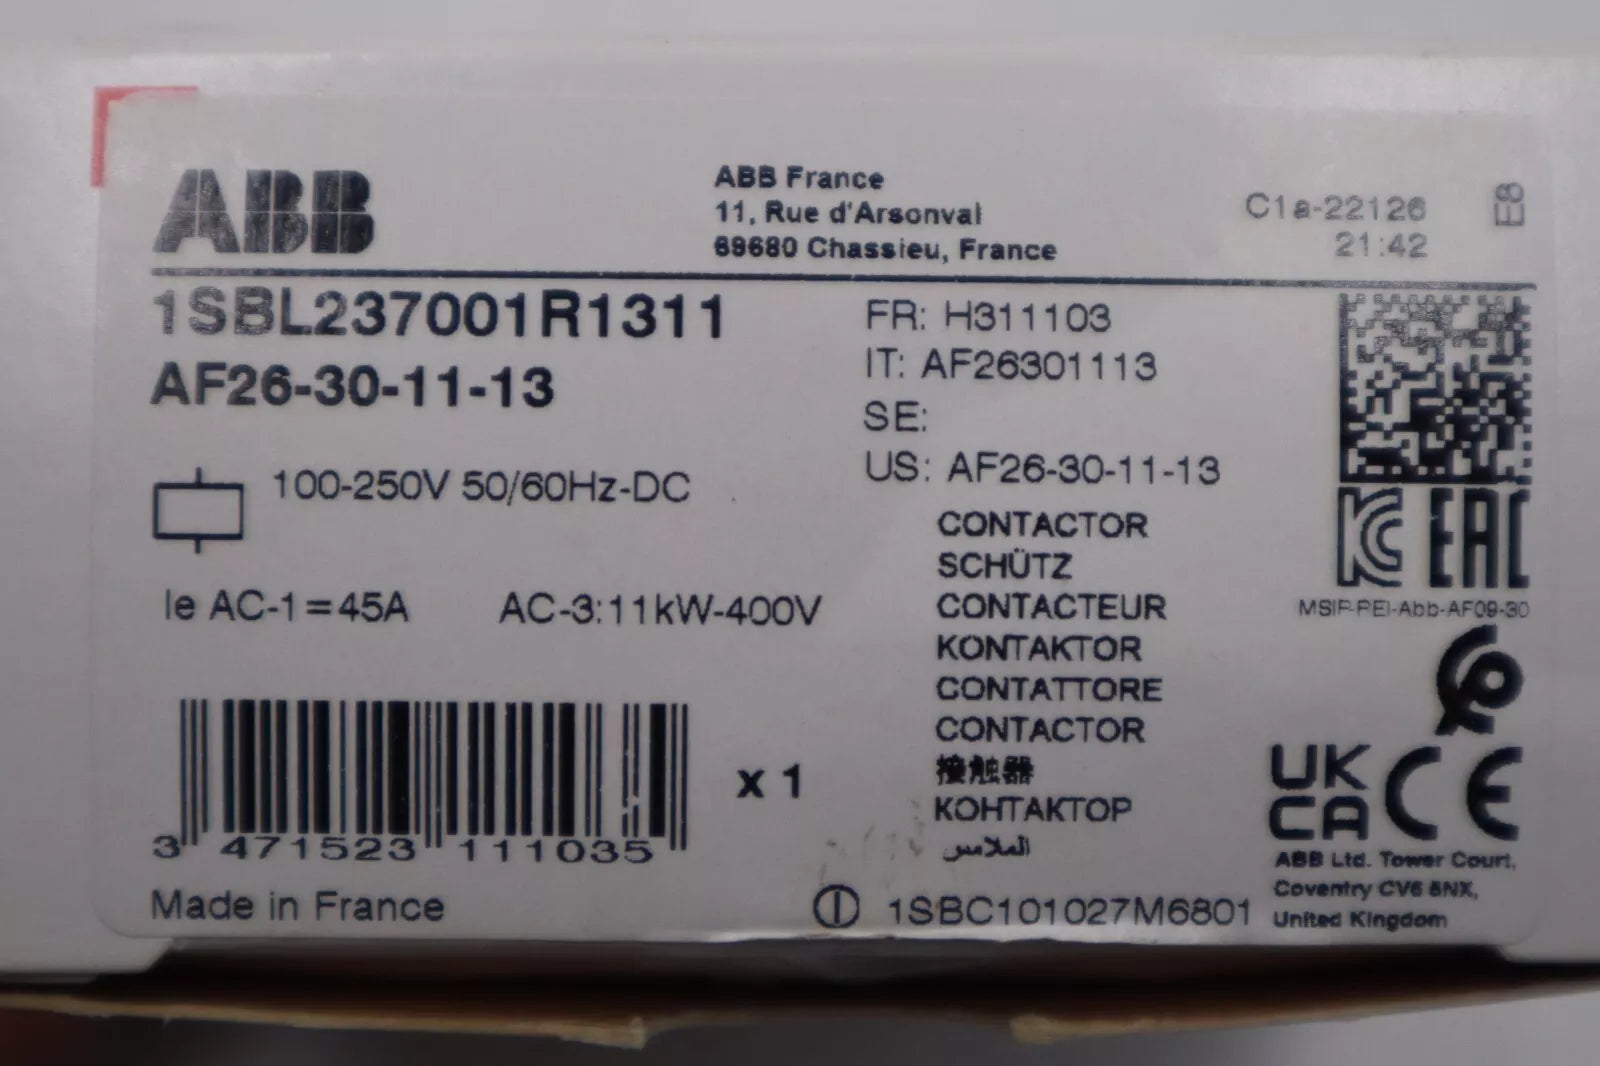 ABB
ABB France
11, Rue d'Arsonval
69680 Chassieu, France
C1a-22126
21:42
E8
1SBL237001R1311
AF26-30-11-13
FR: H311103
IT: AF26301113
SE:
US: AF26-30-11-13
100-250V 50/60Hz-DC
Ie AC-1=45A
AC-3:11kW-400V
CONTACTOR
SCHÜTZ
CONTACTEUR
KONTAKTOR
CONTATTORE
CONTACTOR
接触器
КОНТАКТОР
الملامس
KC EAC
MSIP-REI-Abb-AF09-30
UK
CA
CE
ABB Ltd. Tower Court,
Coventry CV6 5NX,
United Kingdom
x 1
3 471523 111035
Made in France
1SBC101027M6801